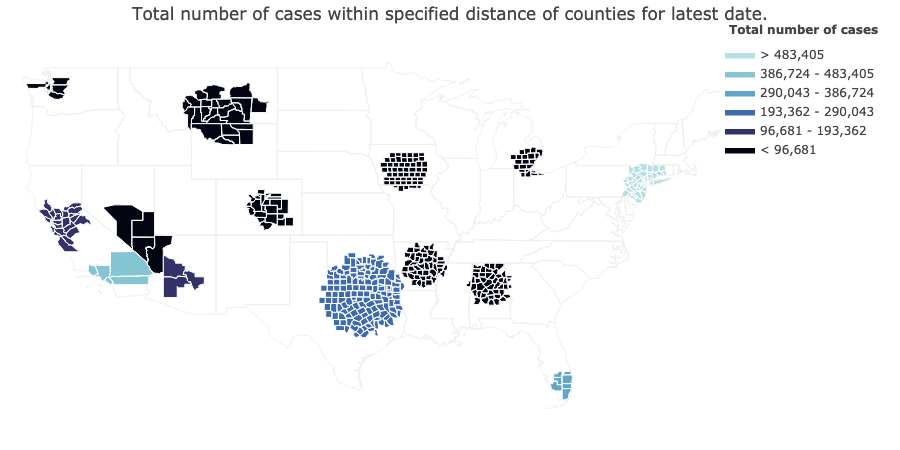 Total number of cases within specified distance of counties for latest date.
Total number of cases
> 483,405
386,724 - 483,405
290,043 - 386,724
193,362 - 290,043
96,681 - 193,362
< 96,681